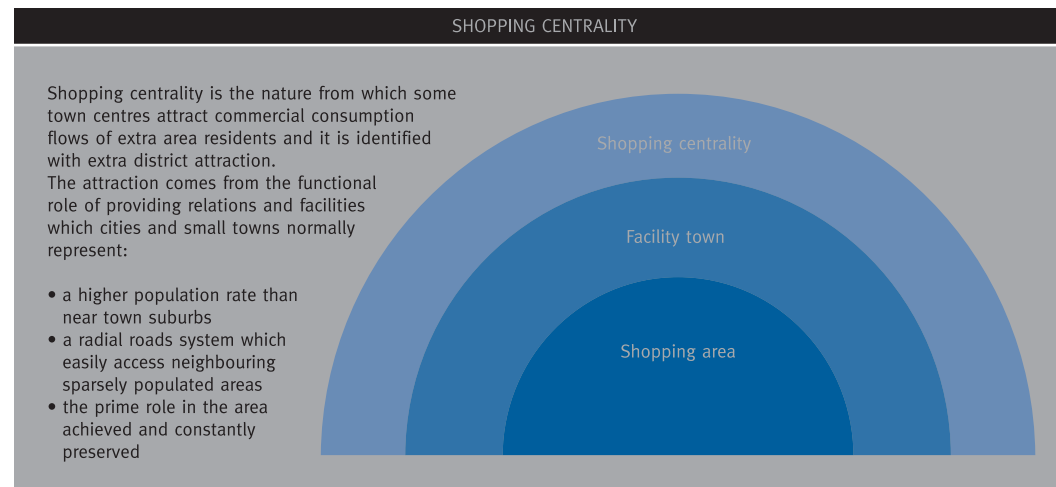 SHOPPING CENTRALITY
Shopping centrality is the nature from which some
town centres attract commercial consumption
flows of extra area residents and it is identified
with extra district attraction.
The attraction comes from the functional
role of providing relations and facilities
which cities and small towns normally
represent:
• a higher population rate than
near town suburbs
• a radial roads system which
easily access neighbouring
sparsely populated areas
• the prime role in the area
achieved and constantly
preserved
Shopping centrality
Facility town
Shopping area